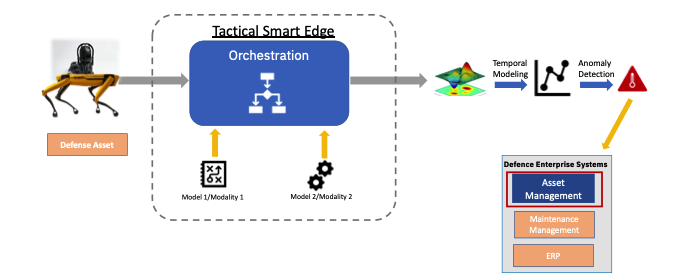 Tactical Smart Edge
Orchestration
Defense Asset
Model 1/Modality 1
Model 2/Modality 2
Temporal
Modeling
Anomaly
Detection
Defence Enterprise Systems
Asset
Management
Maintenance
Management
ERP